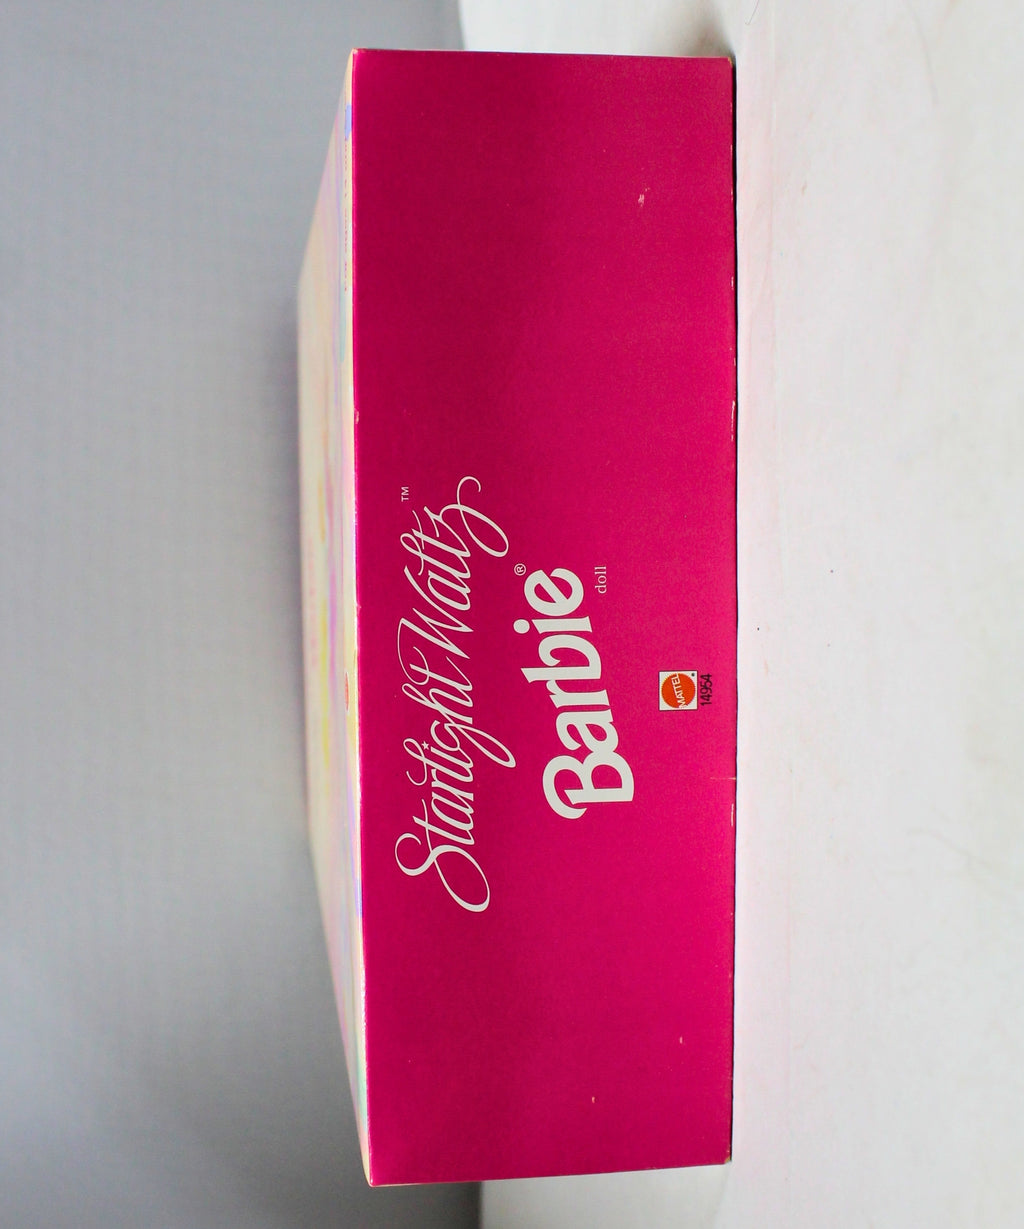 Starlight Waltz™
Barbie®
doll
MATTEL
14954